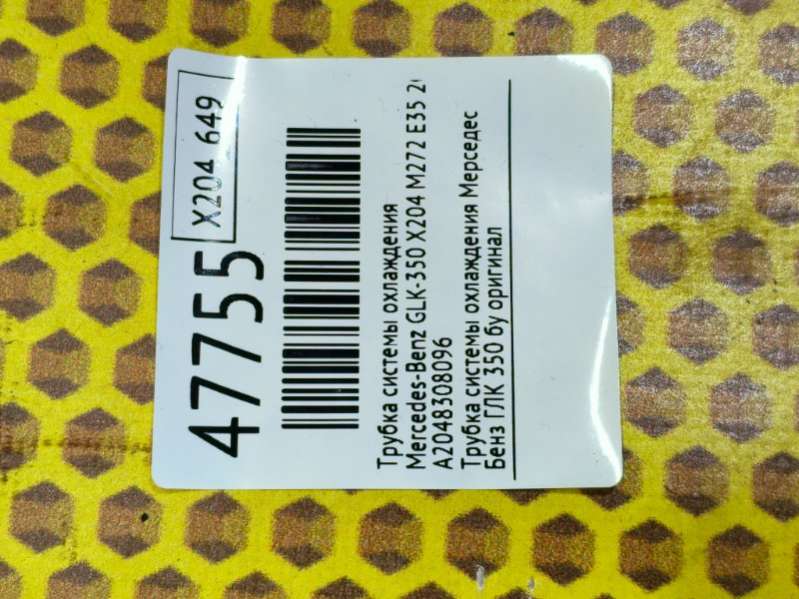 47755
X204 649
Трубка системы охлаждения
Mercedes-Benz GLK-350 X204 M272 E35
A2048308096
Трубка системы охлаждения Мерседес
Бенз ГЛК 350 бу оригинал